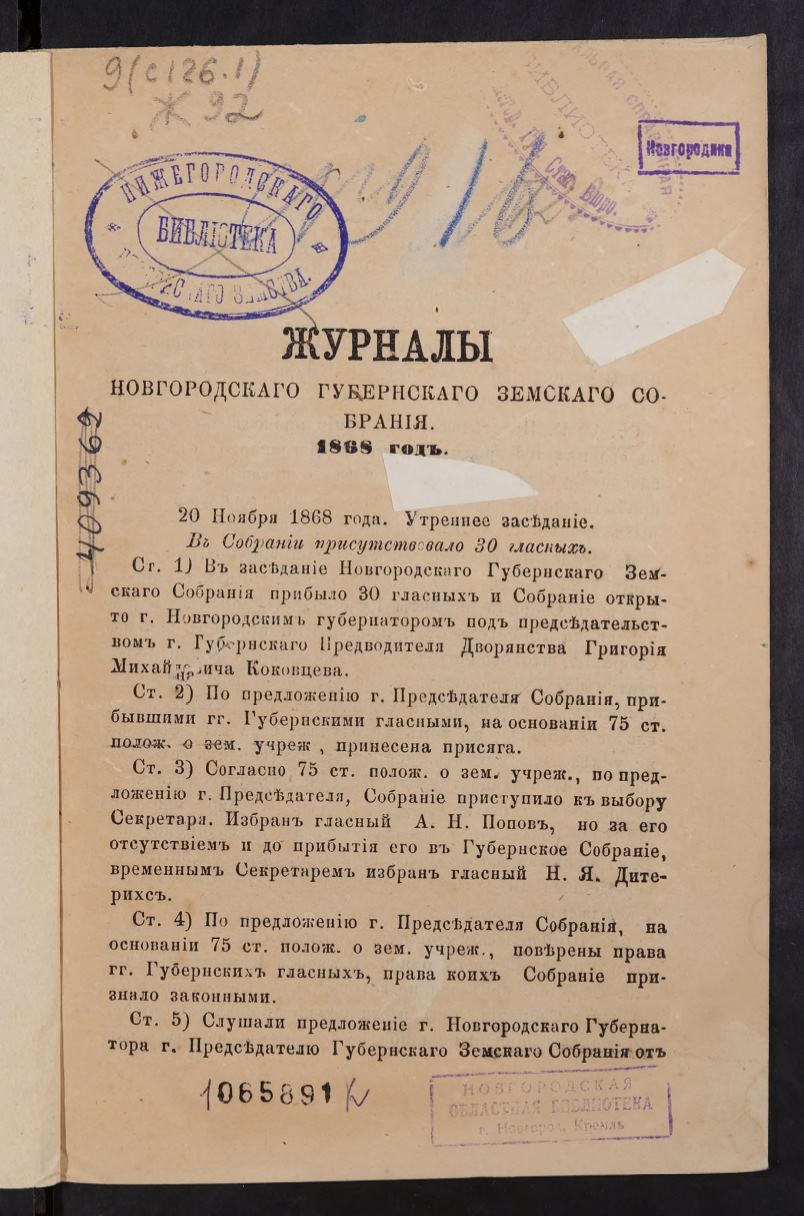 9(с126.1)
Ж 92
БИБЛІОТЕКА
Новгородика
НИЖЕГОРОДСКАГО
БИБЛІОТЕКА
ЗЕМСТВА.
409362
ЖУРНАЛЫ
НОВГОРОДСКАГО ГУБЕРНСКАГО ЗЕМСКАГО СО-
БРАНІЯ.
1868 годъ.
20 Ноября 1868 года. Утреннее засѣданіе.
Въ Собраніи присутствовало 30 гласныхъ.
Ст. 1) Въ засѣданіе Новгородскаго Губернскаго Зем-
скаго Собранія прибыло 30 гласныхъ и Собраніе откры-
то г. Новгородскимъ губернаторомъ подъ предсѣдательст-
вомъ г. Губернскаго Предводителя Дворянства Григорія
Михайловича Коковцева.
Ст. 2) По предложенію г. Предсѣдателя Собранія, при-
бывшими гг. Губернскими гласными, на основаніи 75 ст.
полож. о зем. учреж , принесена присяга.
Ст. 3) Согласно 75 ст. полож. о зем. учреж., по пред-
ложенію г. Предсѣдателя, Собраніе приступило къ выбору
Секретаря. Избранъ гласный А. Н. Поповъ, но за его
отсутствіемъ и до прибытія его въ Губернское Собраніе,
временнымъ Секретаремъ избранъ гласный Н. Я. Дите-
рихсъ.
Ст. 4) По предложенію г. Предсѣдателя Собранія, на
основаніи 75 ст. полож. о зем. учреж., повѣрены права
гг. Губернскихъ гласныхъ, права коихъ Собраніе при-
знало законными.
Ст. 5) Слушали предложеніе г. Новгородскаго Губерна-
тора г. Предсѣдателю Губернскаго Земскаго Собранія отъ
1065891
НОВГОРОДСКАЯ
ОБЛАСТНАЯ БИБЛИОТЕКА
г. Новгород, Кремль